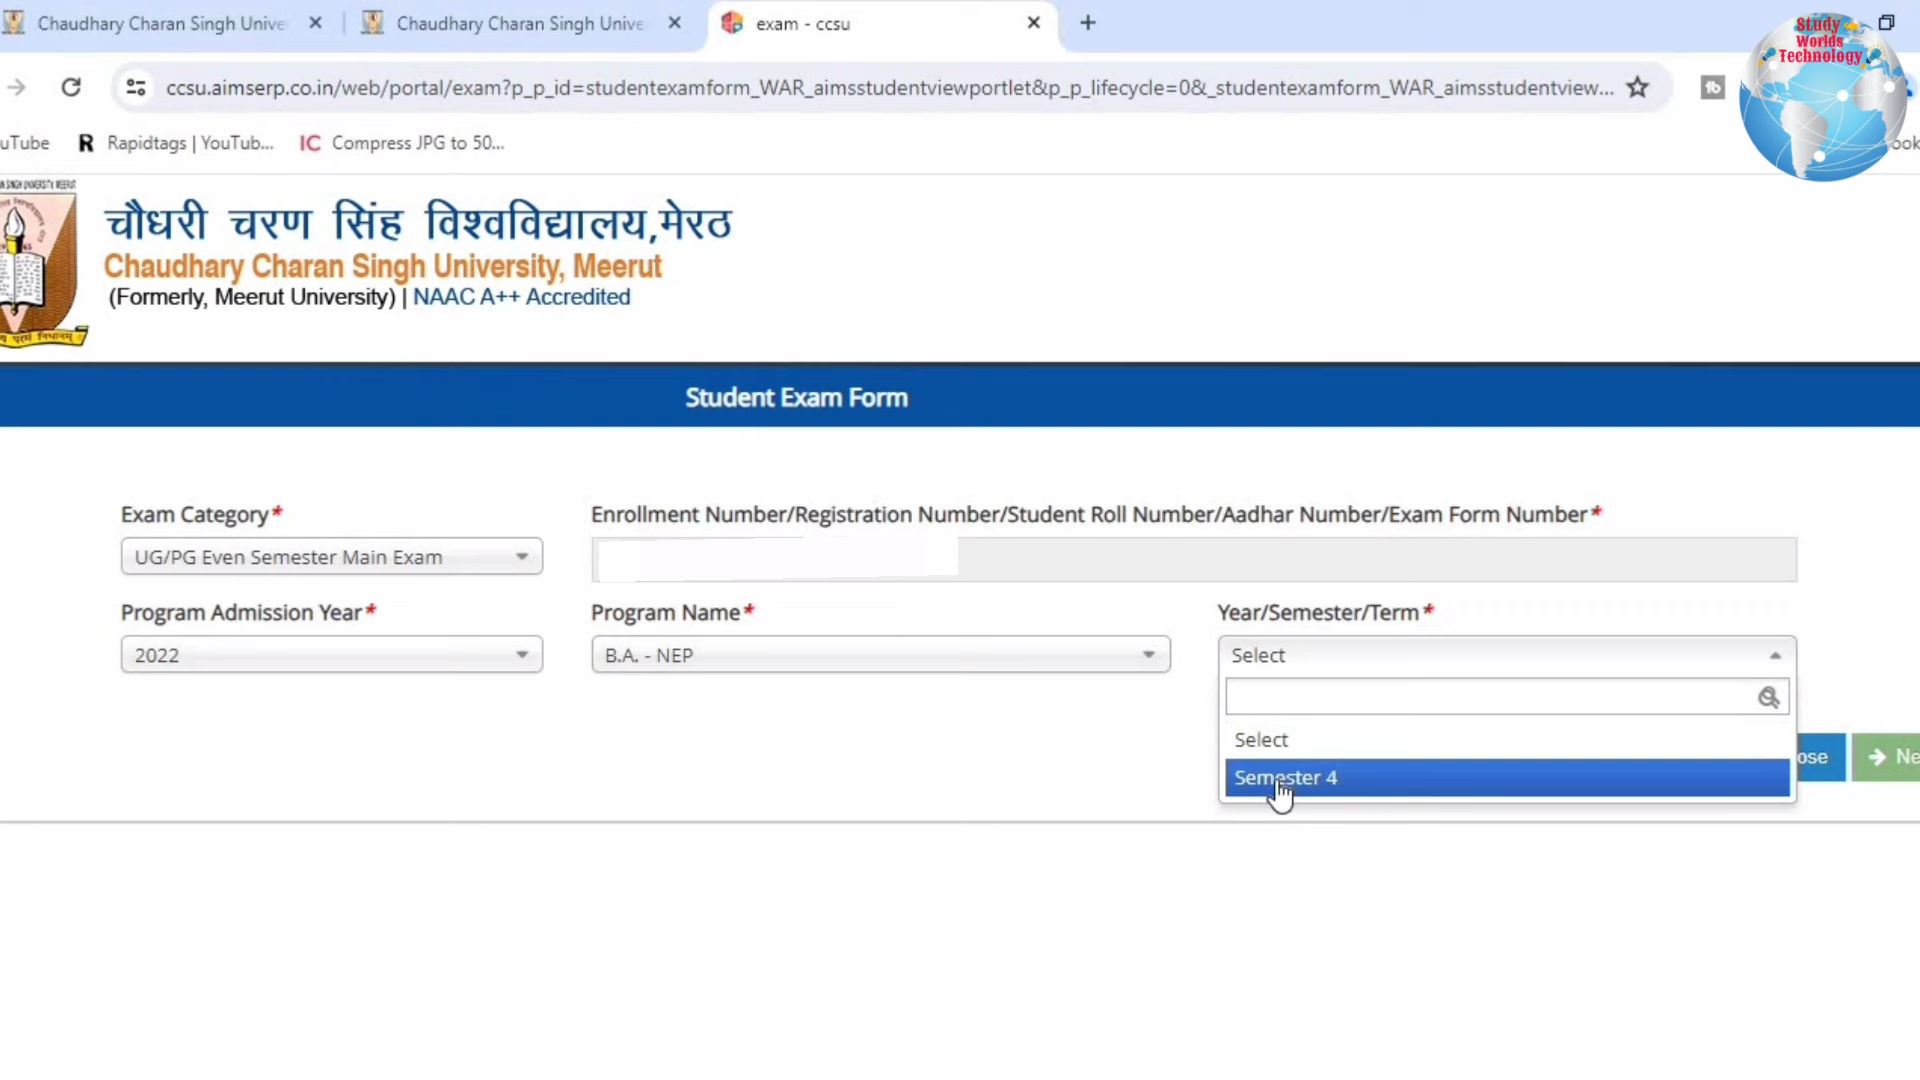 Chaudhary Charan Singh Unive
Chaudhary Charan Singh Unive
exam - ccsu
Study
Worlds
Technology
ccsu.aimserp.co.in/web/portal/exam?p_p_id=studentexamform_WAR_aimsstudentviewportlet&p_p_lifecycle=0&_studentexamform_WAR_aimsstudentview...
uTube
R Rapidtags | YouTub...
IC Compress JPG to 50...
चौधरी चरण सिंह विश्वविद्यालय,मेरठ
Chaudhary Charan Singh University, Meerut
(Formerly, Meerut University) | NAAC A++ Accredited
Student Exam Form
Exam Category*
Enrollment Number/Registration Number/Student Roll Number/Aadhar Number/Exam Form Number*
UG/PG Even Semester Main Exam
Program Admission Year*
Program Name*
Year/Semester/Term*
2022
B.A. - NEP
Select
Select
Semester 4
ose
Ne